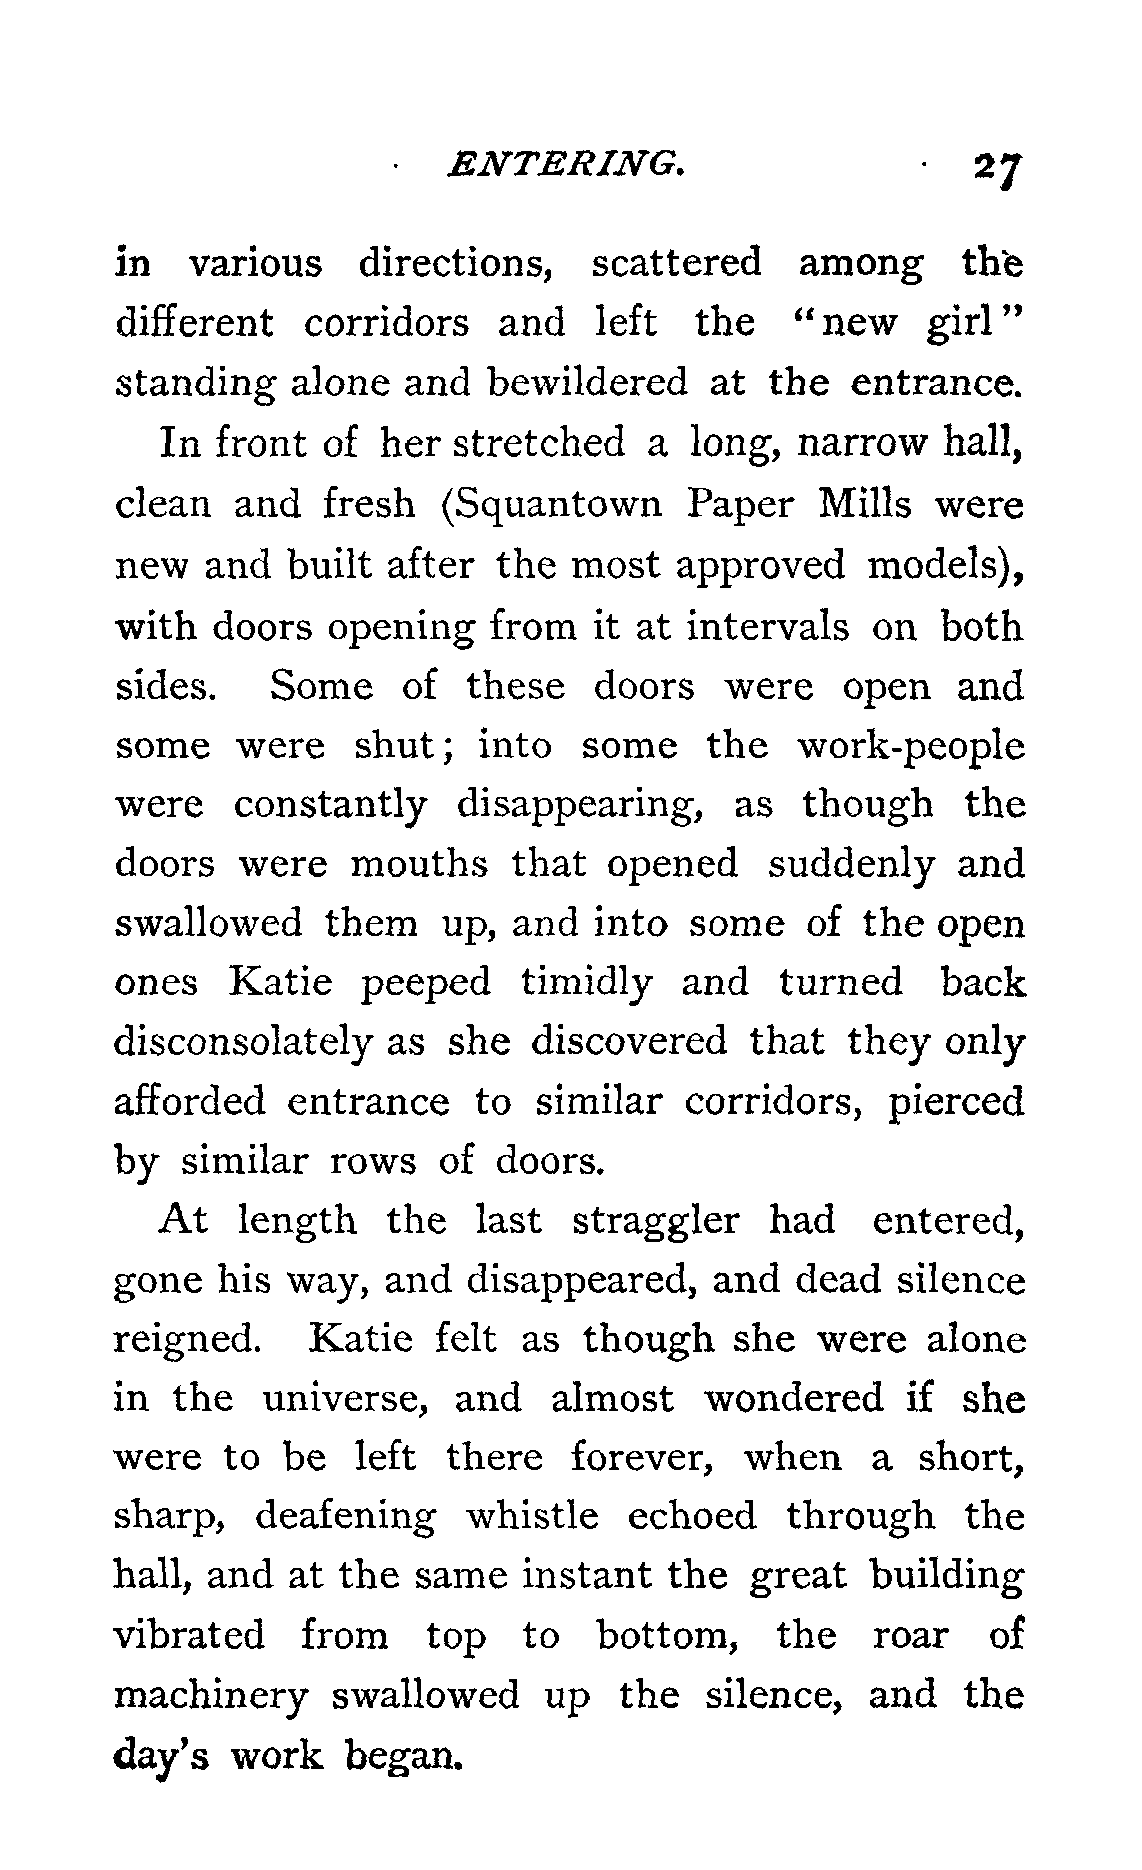 ENTERING. 27
in various directions, scattered among the
different corridors and left the "new girl"
standing alone and bewildered at the entrance.
In front of her stretched a long, narrow hall,
clean and fresh (Squantown Paper Mills were
new and built after the most approved models),
with doors opening from it at intervals on both
sides. Some of these doors were open and
some were shut; into some the work-people
were constantly disappearing, as though the
doors were mouths that opened suddenly and
swallowed them up, and into some of the open
ones Katie peeped timidly and turned back
disconsolately as she discovered that they only
afforded entrance to similar corridors, pierced
by similar rows of doors.
At length the last straggler had entered,
gone his way, and disappeared, and dead silence
reigned. Katie felt as though she were alone
in the universe, and almost wondered if she
were to be left there forever, when a short,
sharp, deafening whistle echoed through the
hall, and at the same instant the great building
vibrated from top to bottom, the roar of
machinery swallowed up the silence, and the
day's work began.